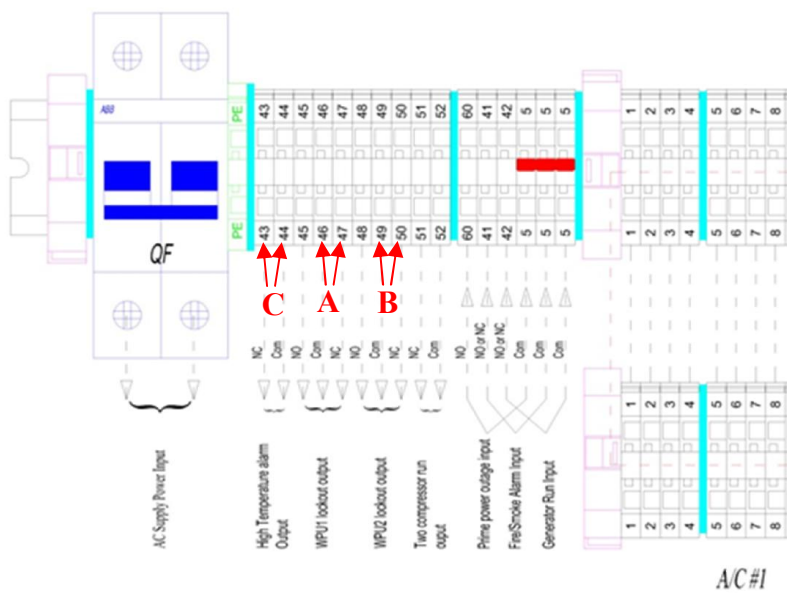 ABB
PE 43 44 45 46 47 48 49 50 51 52 60 41 42 5 5 5 1 2 3 4 5 6 7 8
PE 43 44 45 46 47 48 49 50 51 52 60 41 42 5 5 5 1 2 3 4 5 6 7 8
QF
C A B
NC Com NO Com NC NO Com NC NC Com NO NO or NC NO or NC Com Com Com
1 2 3 4 5 6 7 8
AC Supply Power Input
High Temperature alarm
Output
WPU1 lockout output
WPU2 lockout output
Two compressor run
ouput
Prime power outage input
Fire/Smoke Alarm Input
Generator Run Input
1 2 3 4 5 6 7 8
A/C #1